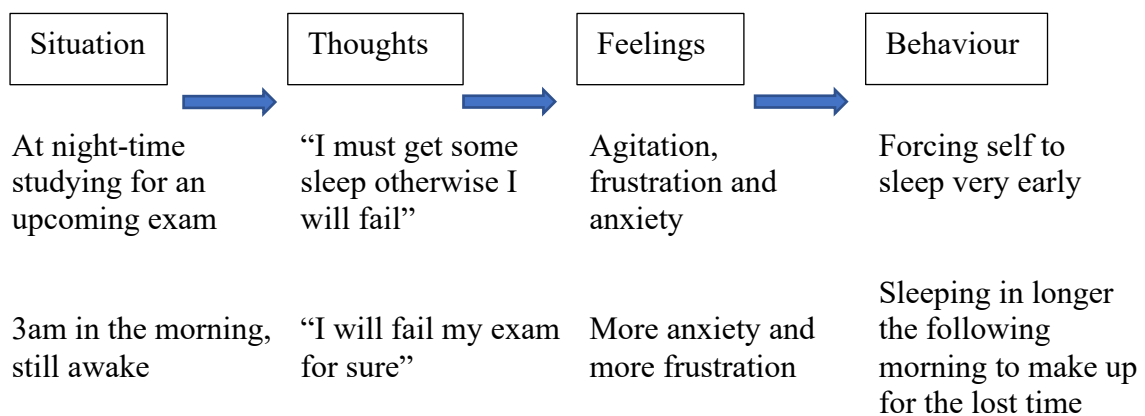 Situation
Thoughts
Feelings
Behaviour
At night-time
studying for an
upcoming exam
“I must get some
sleep otherwise I
will fail”
Agitation,
frustration and
anxiety
Forcing self to
sleep very early
3am in the morning,
still awake
“I will fail my exam
for sure”
More anxiety and
more frustration
Sleeping in longer
the following
morning to make up
for the lost time